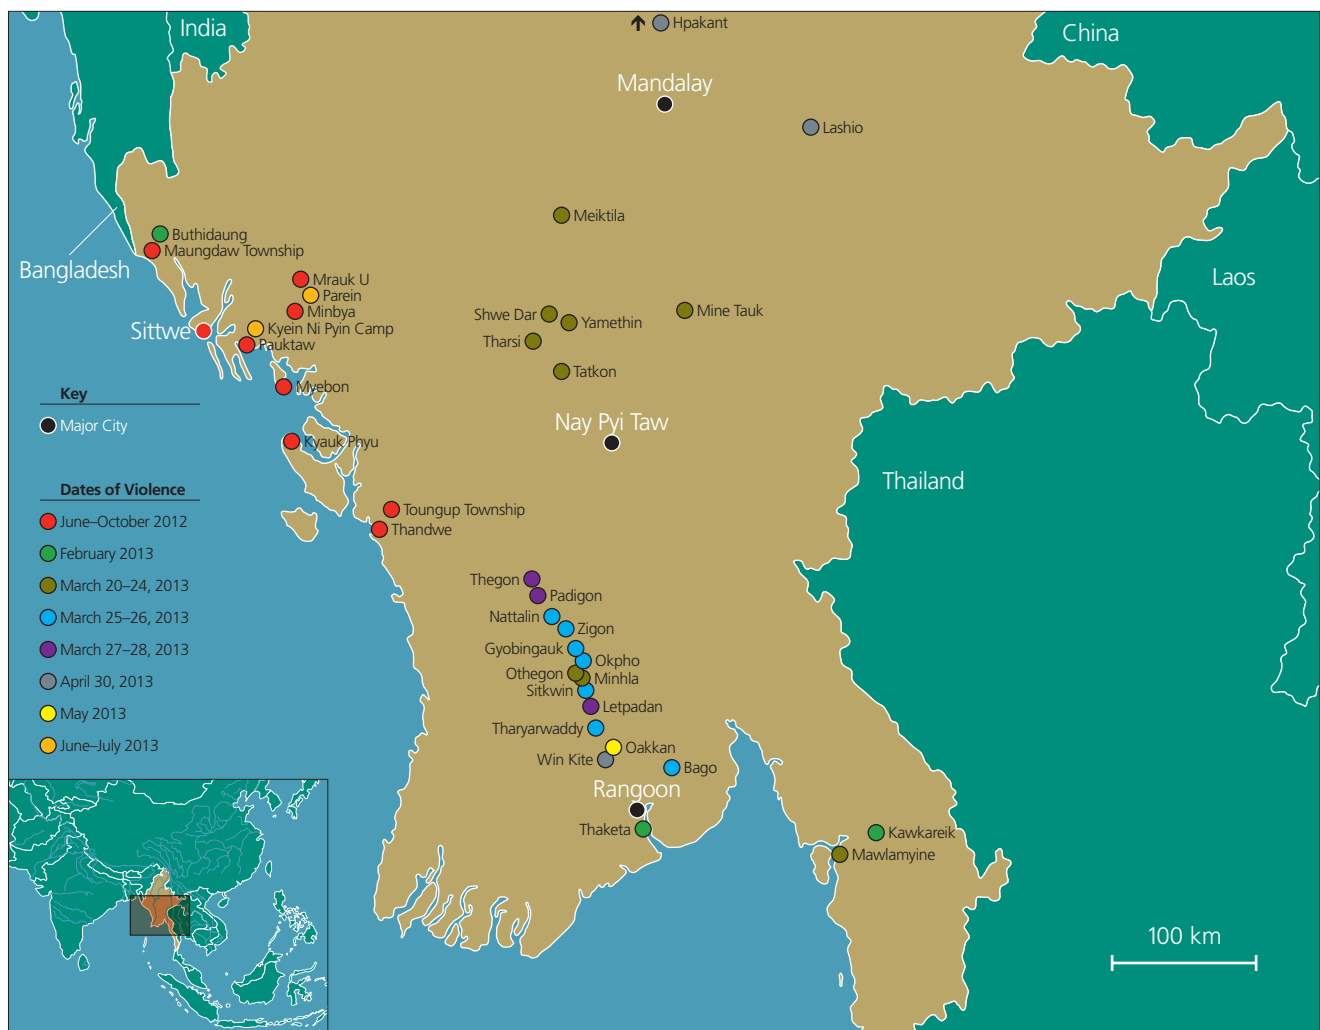 India
Hpakant
China
Mandalay
Lashio
Meiktila
Buthidaung
Maungdaw Township
Bangladesh
Mrauk U
Parein
Minbya
Laos
Shwe Dar
Yamethin
Mine Tauk
Sittwe
Kyein Ni Pyin Camp
Pauktaw
Tharsi
Tatkon
Myebon
Key
Major City
Nay Pyi Taw
Kyauk Phyu
Thailand
Dates of Violence
June–October 2012
February 2013
March 20–24, 2013
March 25–26, 2013
March 27–28, 2013
April 30, 2013
May 2013
June–July 2013
Toungup Township
Thandwe
Thegon
Padigon
Nattalin
Zigon
Gyobingauk
Okpho
Othegon
Minhla
Sitkwin
Letpadan
Tharyarwaddy
Oakkan
Win Kite
Bago
Rangoon
Thaketa
Kawkareik
Mawlamyine
100 km